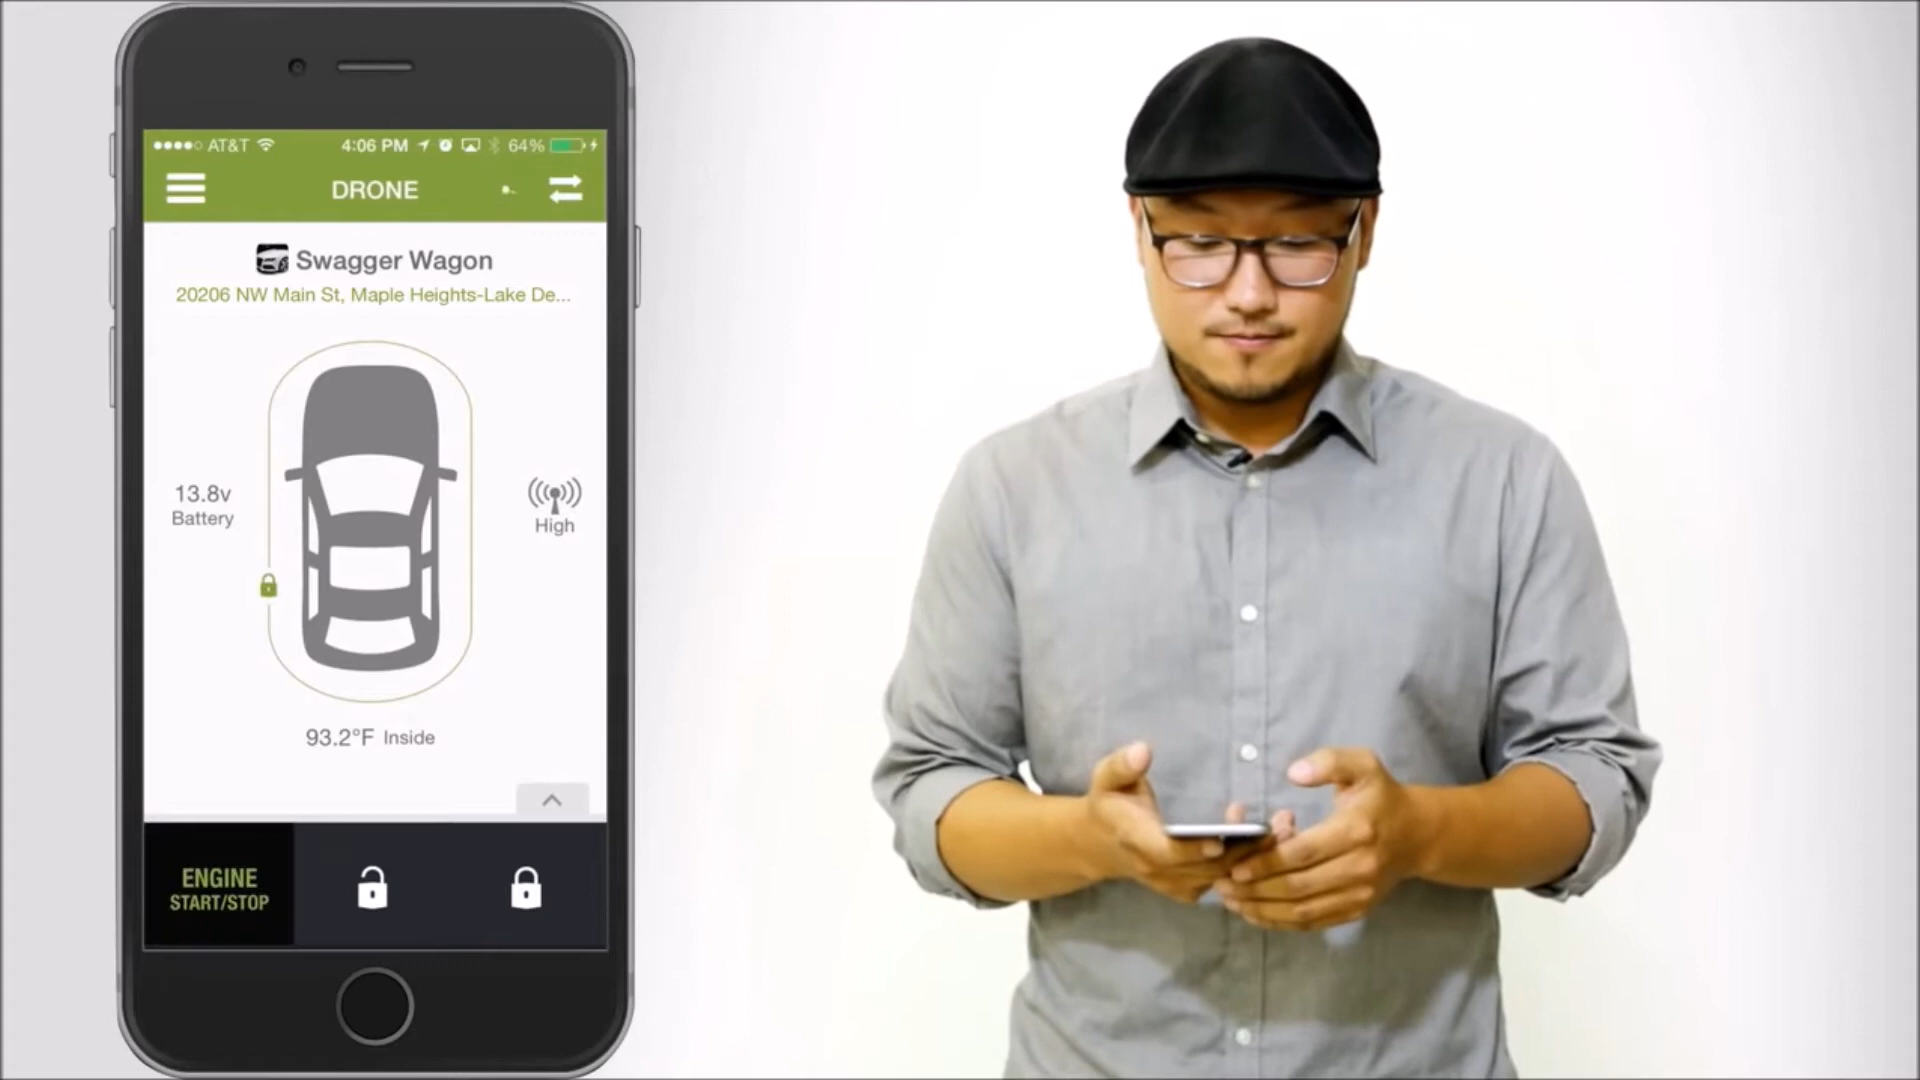 AT&T 4:06 PM 64%
DRONE
Swagger Wagon
20206 NW Main St, Maple Heights-Lake De...
13.8v
Battery
High
93.2°F Inside
ENGINE
START/STOP